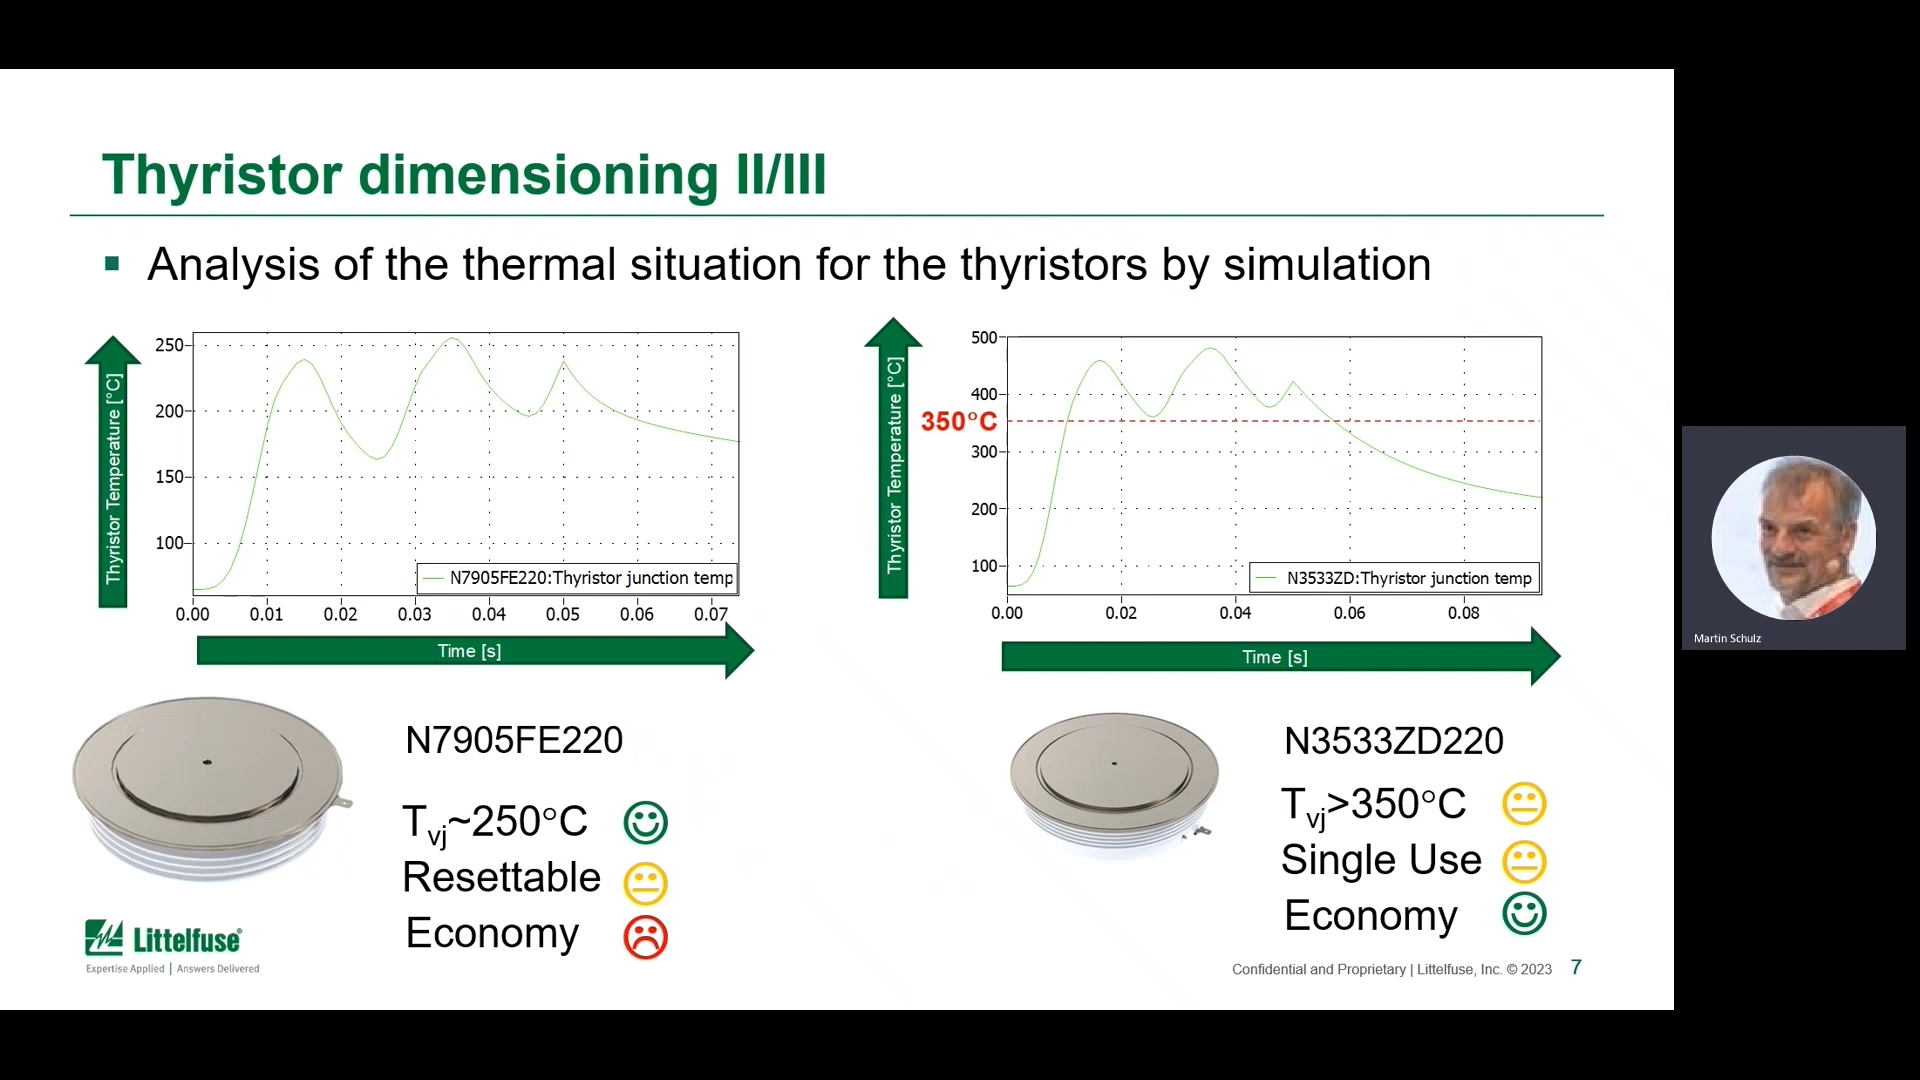 Thyristor dimensioning II/III
Analysis of the thermal situation for the thyristors by simulation
Thyristor Temperature [°C]
250
200
150
100
N7905FE220:Thyristor junction temp
0.00 0.01 0.02 0.03 0.04 0.05 0.06 0.07
Time [s]
Thyristor Temperature [°C]
500
400
350°C
300
200
100
N3533ZD:Thyristor junction temp
0.00 0.02 0.04 0.06 0.08
Time [s]
N7905FE220
Tvj~250°C
Resettable
Economy
N3533ZD220
Tvj>350°C
Single Use
Economy
Littelfuse®
Expertise Applied | Answers Delivered
Confidential and Proprietary | Littelfuse, Inc. © 2023 7
Martin Schulz